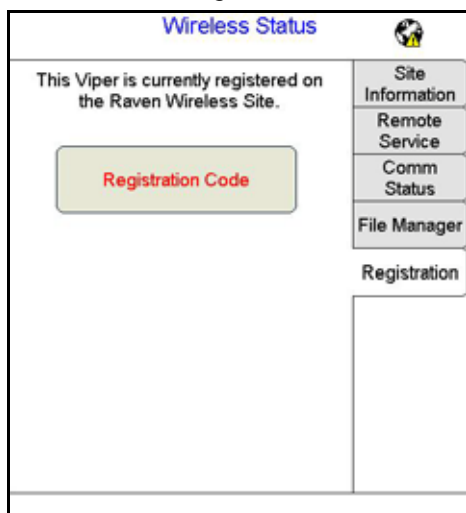 Wireless Status
This Viper is currently registered on
the Raven Wireless Site.
Registration Code
Site
Information
Remote
Service
Comm
Status
File Manager
Registration